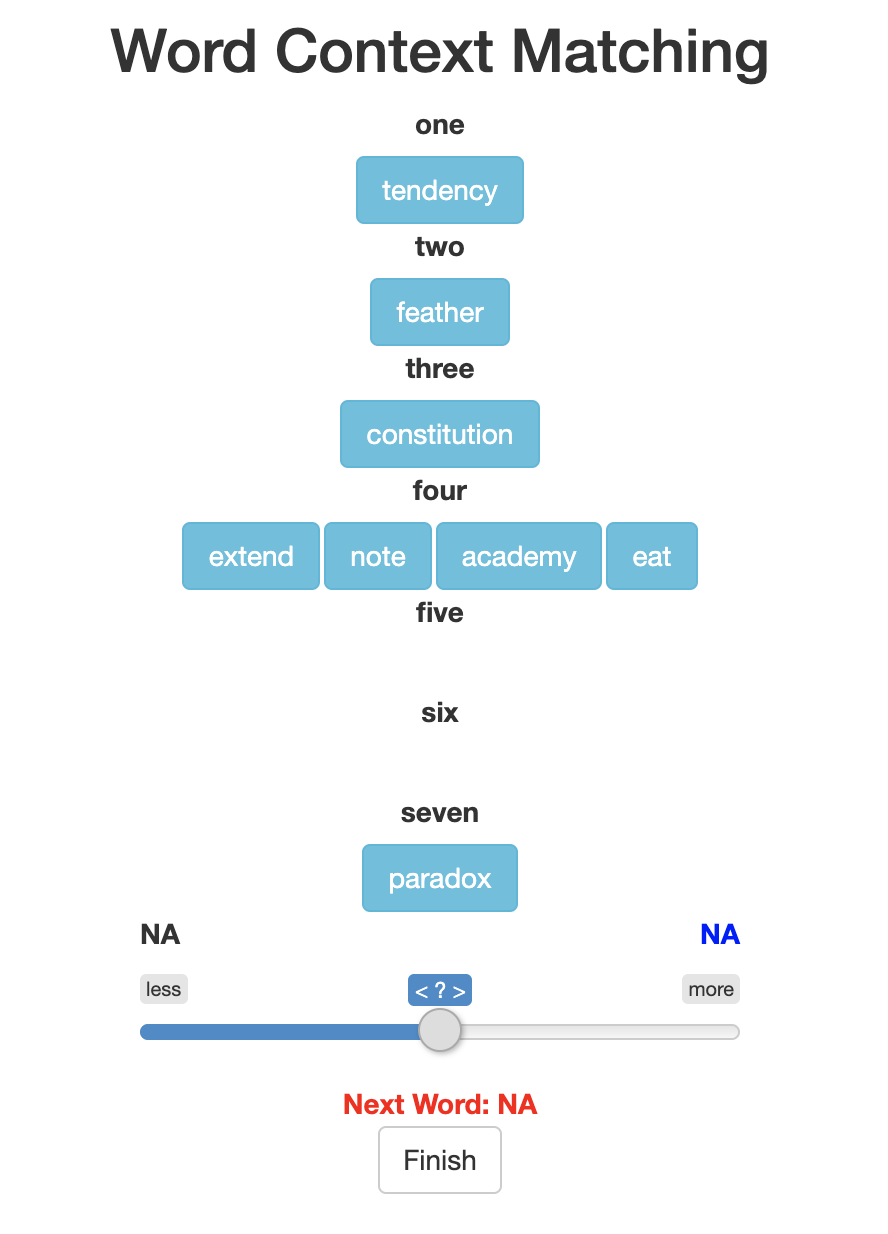 Word Context Matching
one
tendency
two
feather
three
constitution
four
extend note academy eat
five
six
seven
paradox
NA NA
less < ? > more
Next Word: NA
Finish